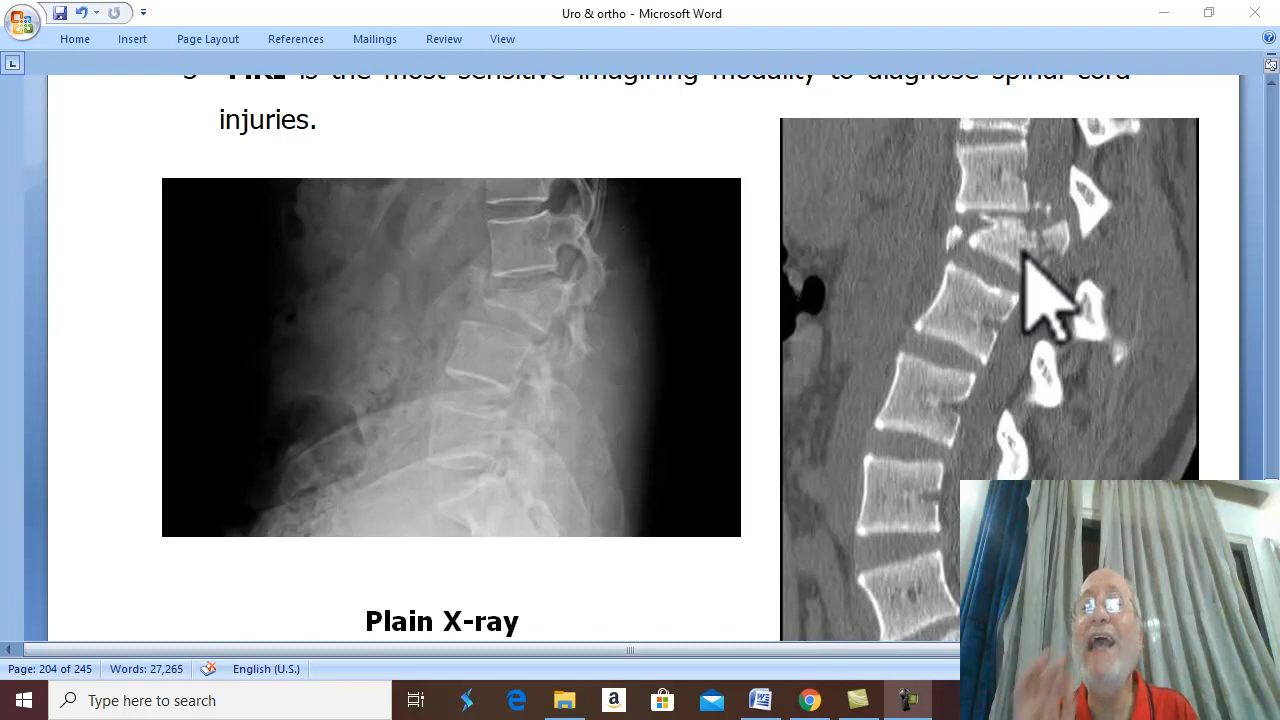 Uro & ortho - Microsoft Word
Home Insert Page Layout References Mailings Review View
is the most sensitive imagining modality to diagnose spinal cord
injuries.
Plain X-ray
Page: 204 of 245 Words: 27,265 English (U.S.)
Type here to search